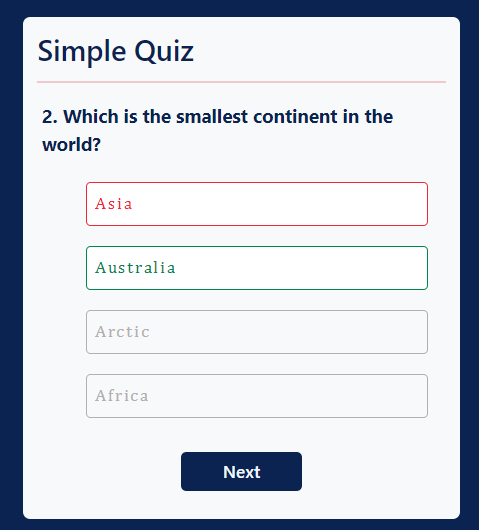 Simple Quiz
2. Which is the smallest continent in the
world?
Asia
Australia
Arctic
Africa
Next